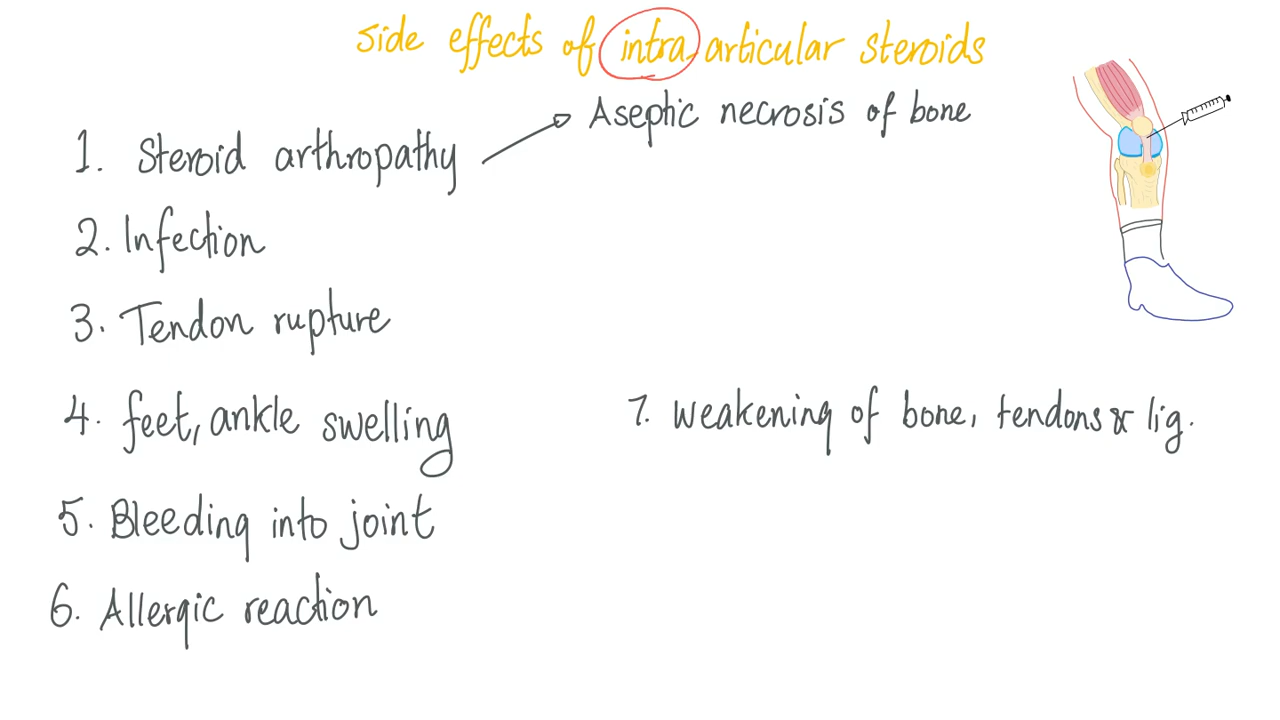 Side effects of intra articular steroids
1. Steroid arthropathy
Aseptic necrosis of bone
2. Infection
3. Tendon rupture
4. feet, ankle swelling
5. Bleeding into joint
6. Allergic reaction
7. Weakening of bone, tendons & lig.